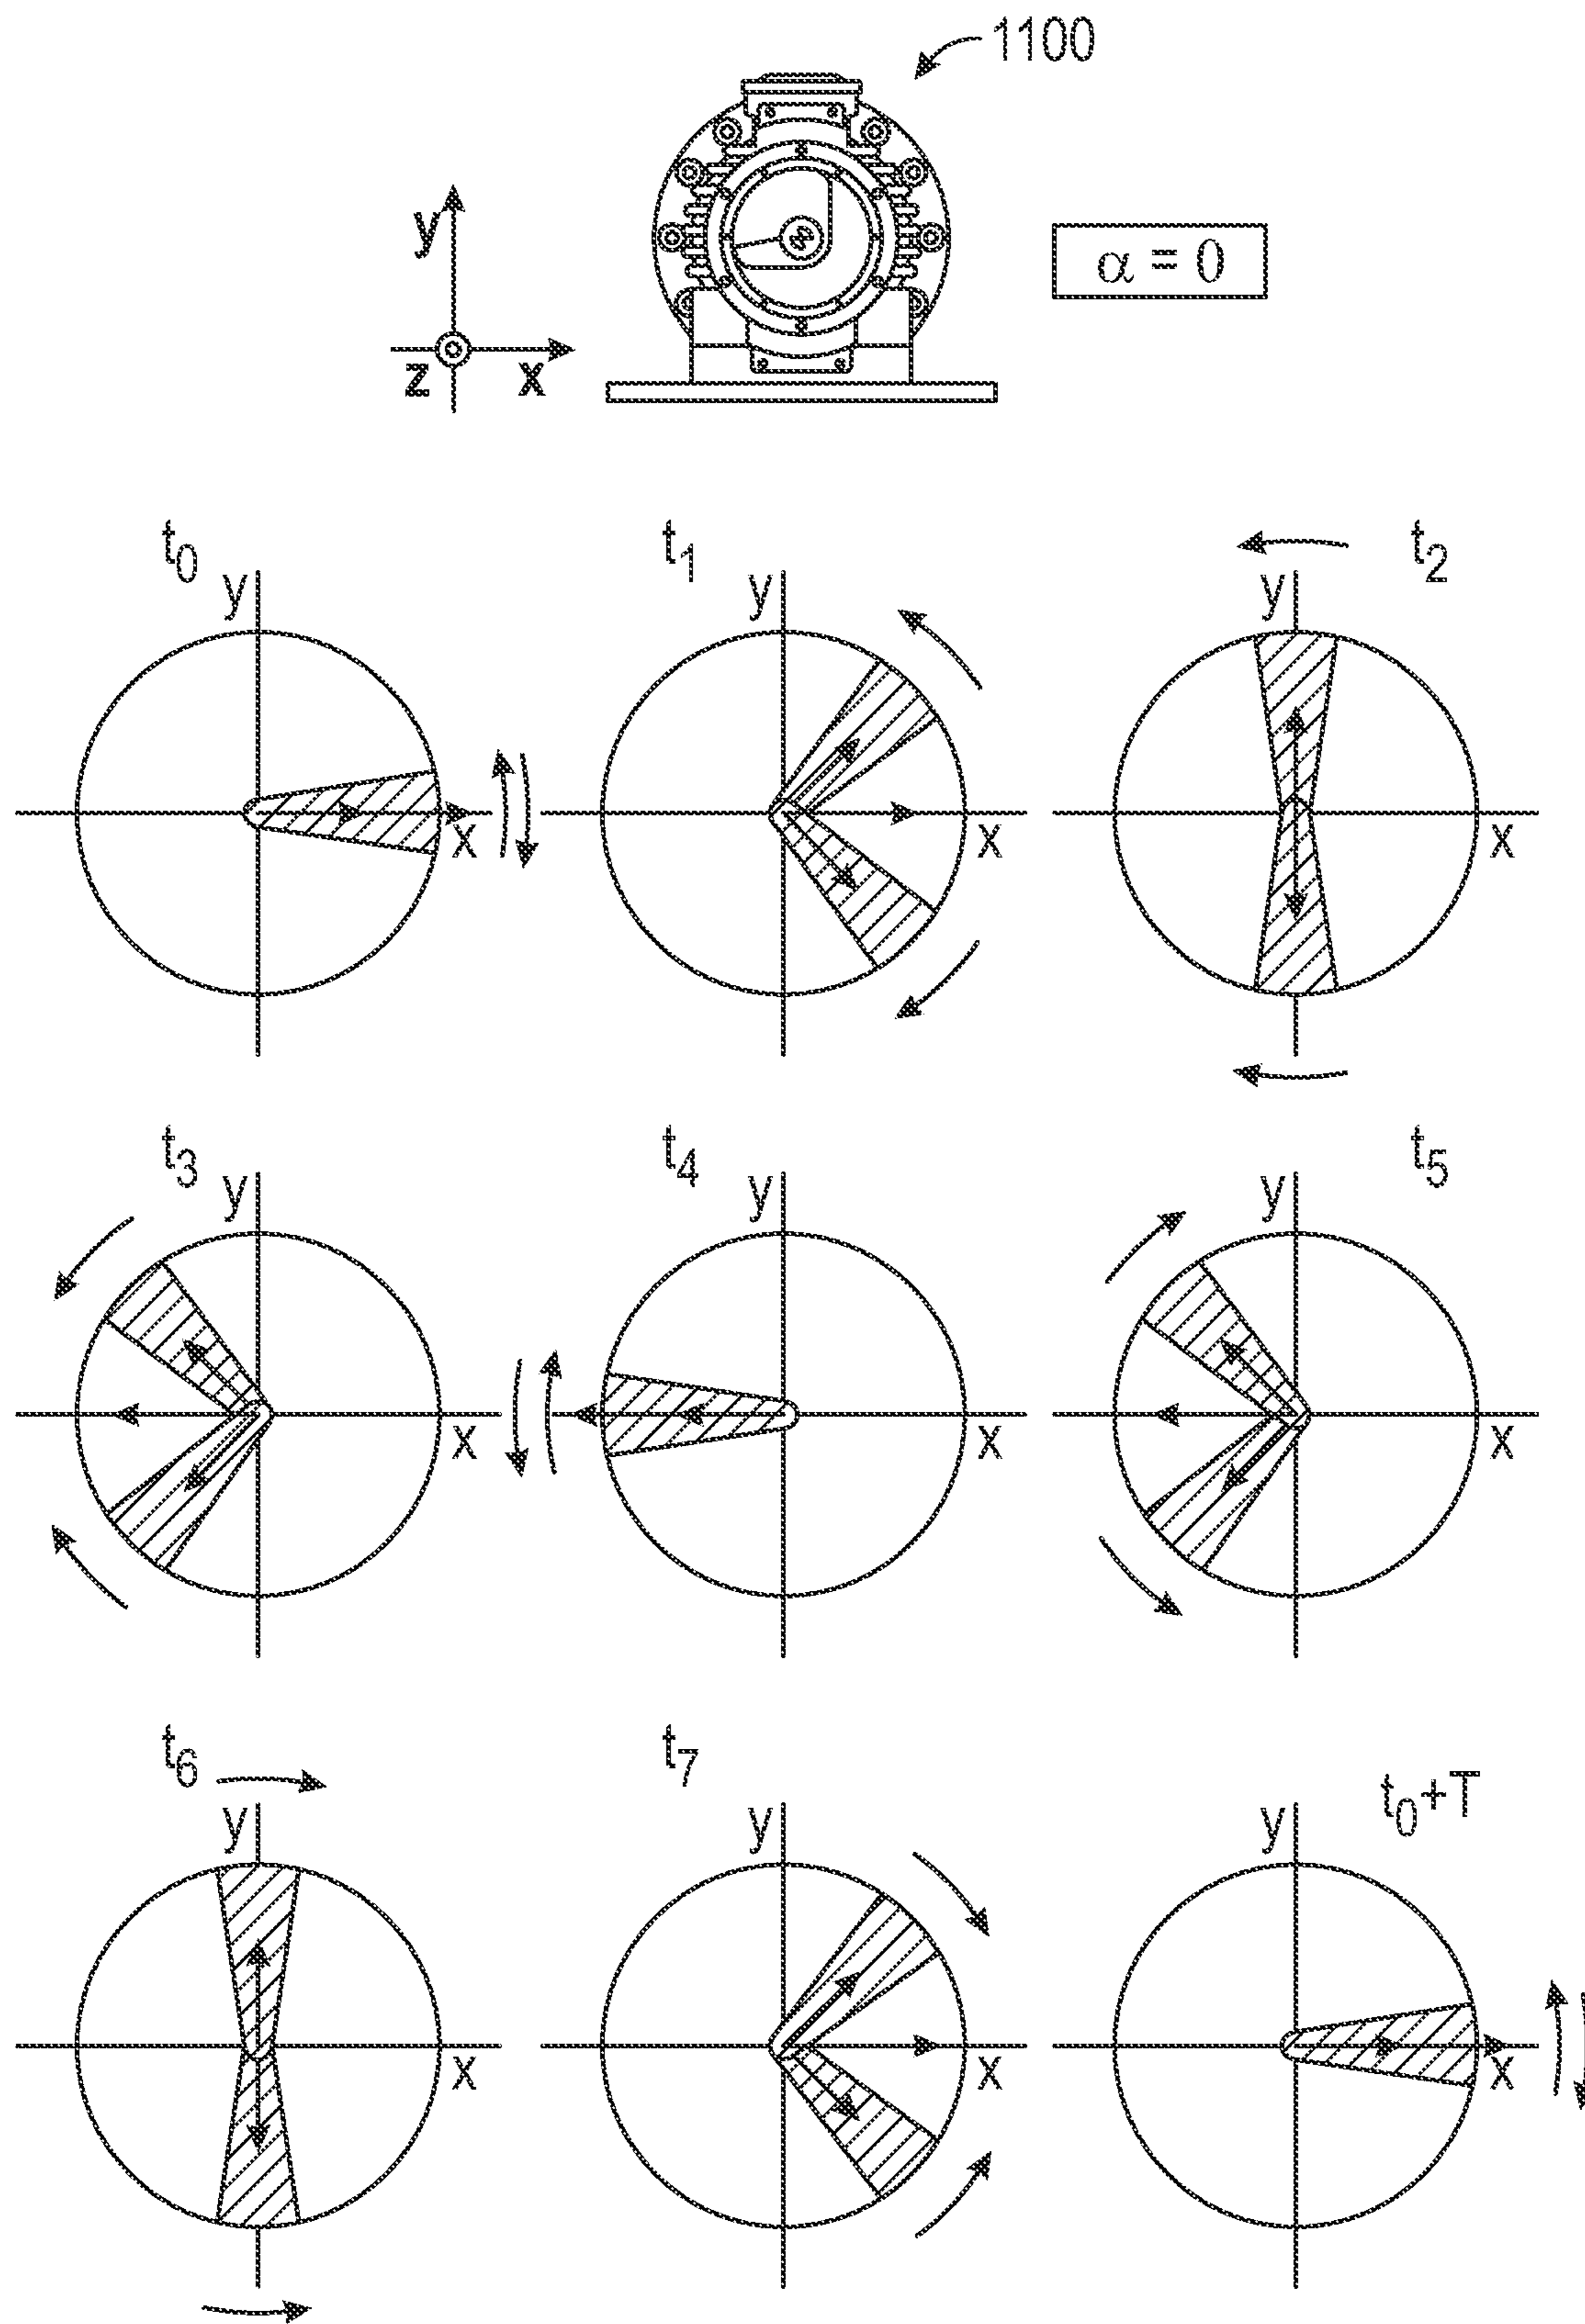 1100
y
α = 0
z x
t0 t1 t2
y y y
x x x
t3 t4 t5
y y y
x x x
t6 t7 t0+T
y y y
x x x